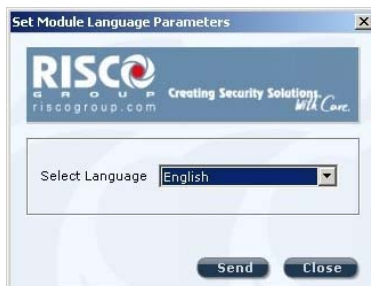 Set Module Language Parameters
RISCO
GROUP
riscogroup.com
Creating Security Solutions.
With Care.
Select Language English
Send Close